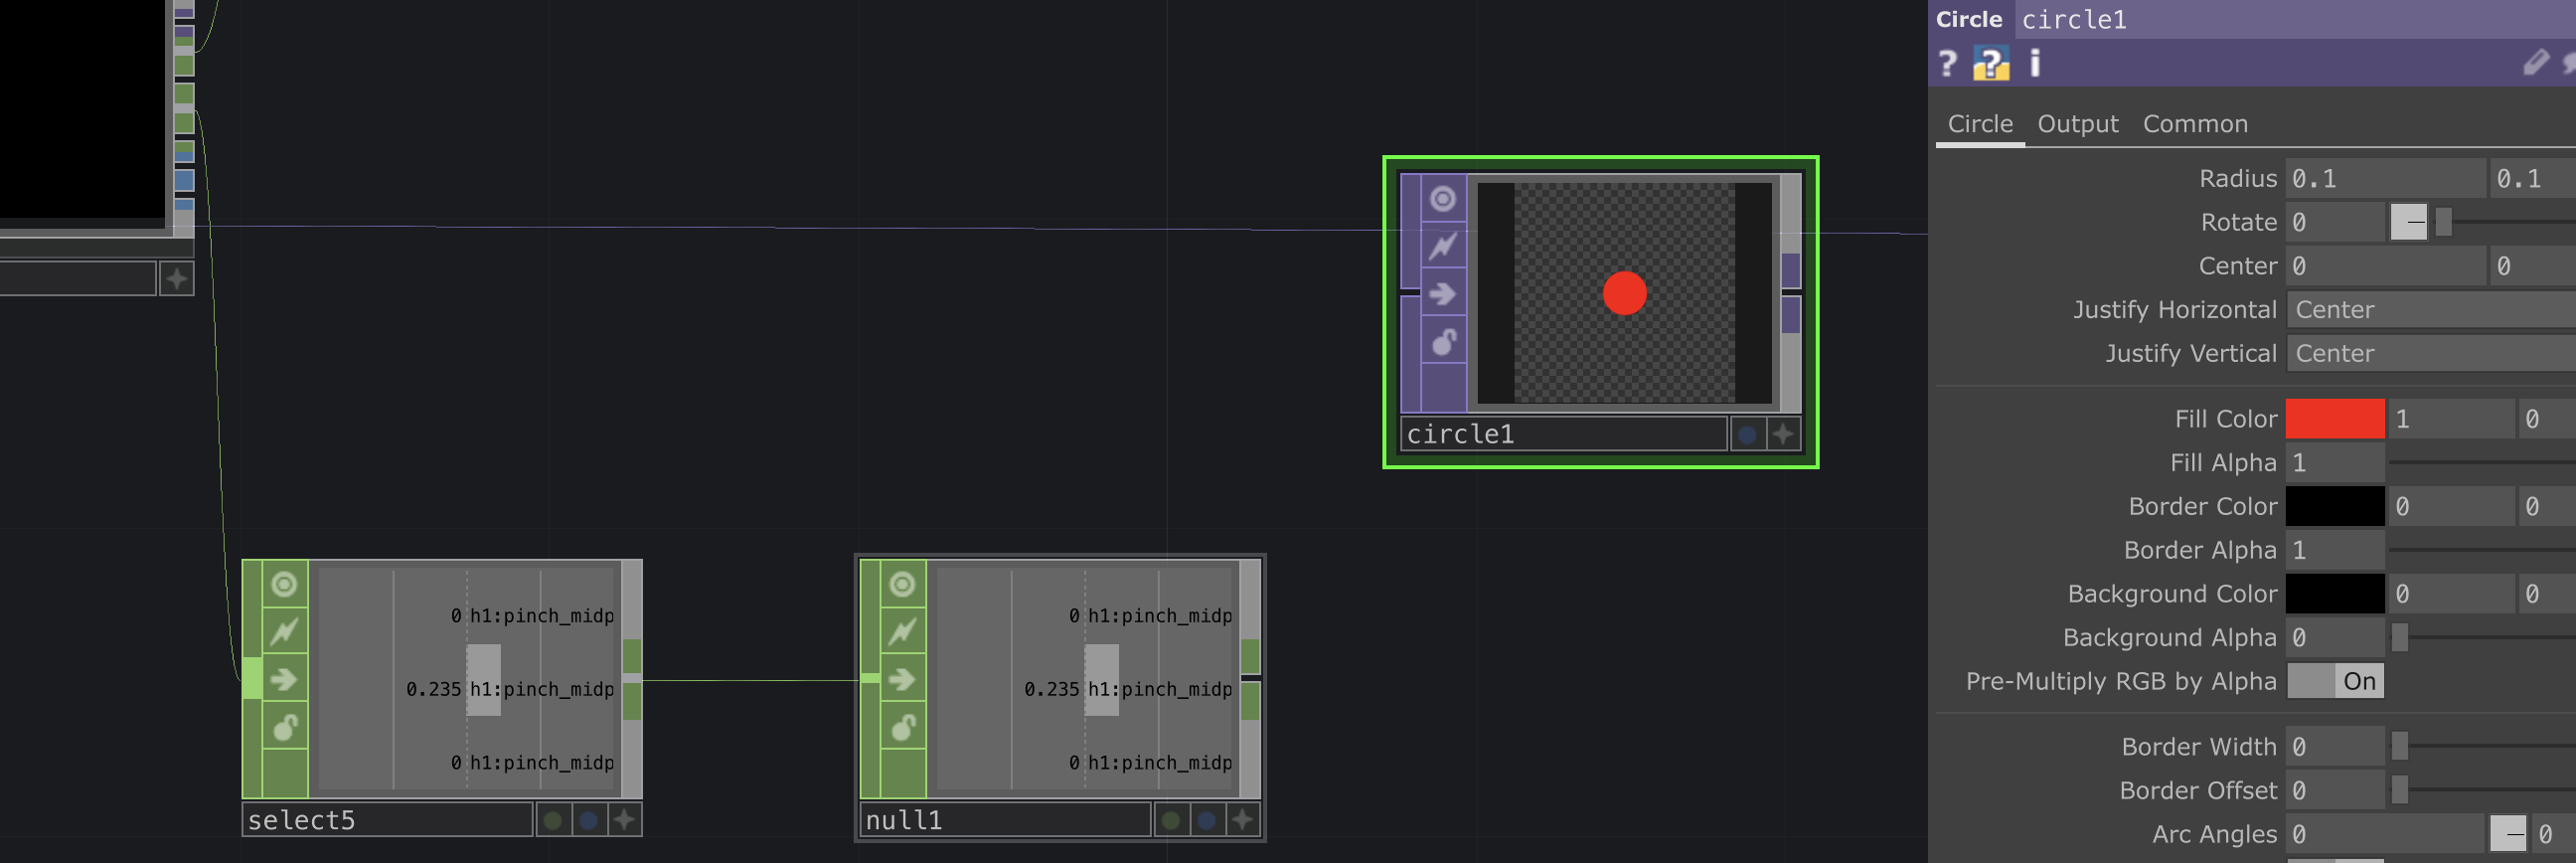 Circle circle1
? ? i
Circle Output Common
Radius 0.1 0.1
Rotate 0
Center 0 0
Justify Horizontal Center
Justify Vertical Center
Fill Color 1 0
Fill Alpha 1
Border Color 0 0
Border Alpha 1
Background Color 0 0
Background Alpha 0
Pre-Multiply RGB by Alpha On
Border Width 0
Border Offset 0
Arc Angles 0 0
circle1
0 h1:pinch_midp
0.235 h1:pinch_midp
0 h1:pinch_midp
select5
0 h1:pinch_midp
0.235 h1:pinch_midp
0 h1:pinch_midp
null1